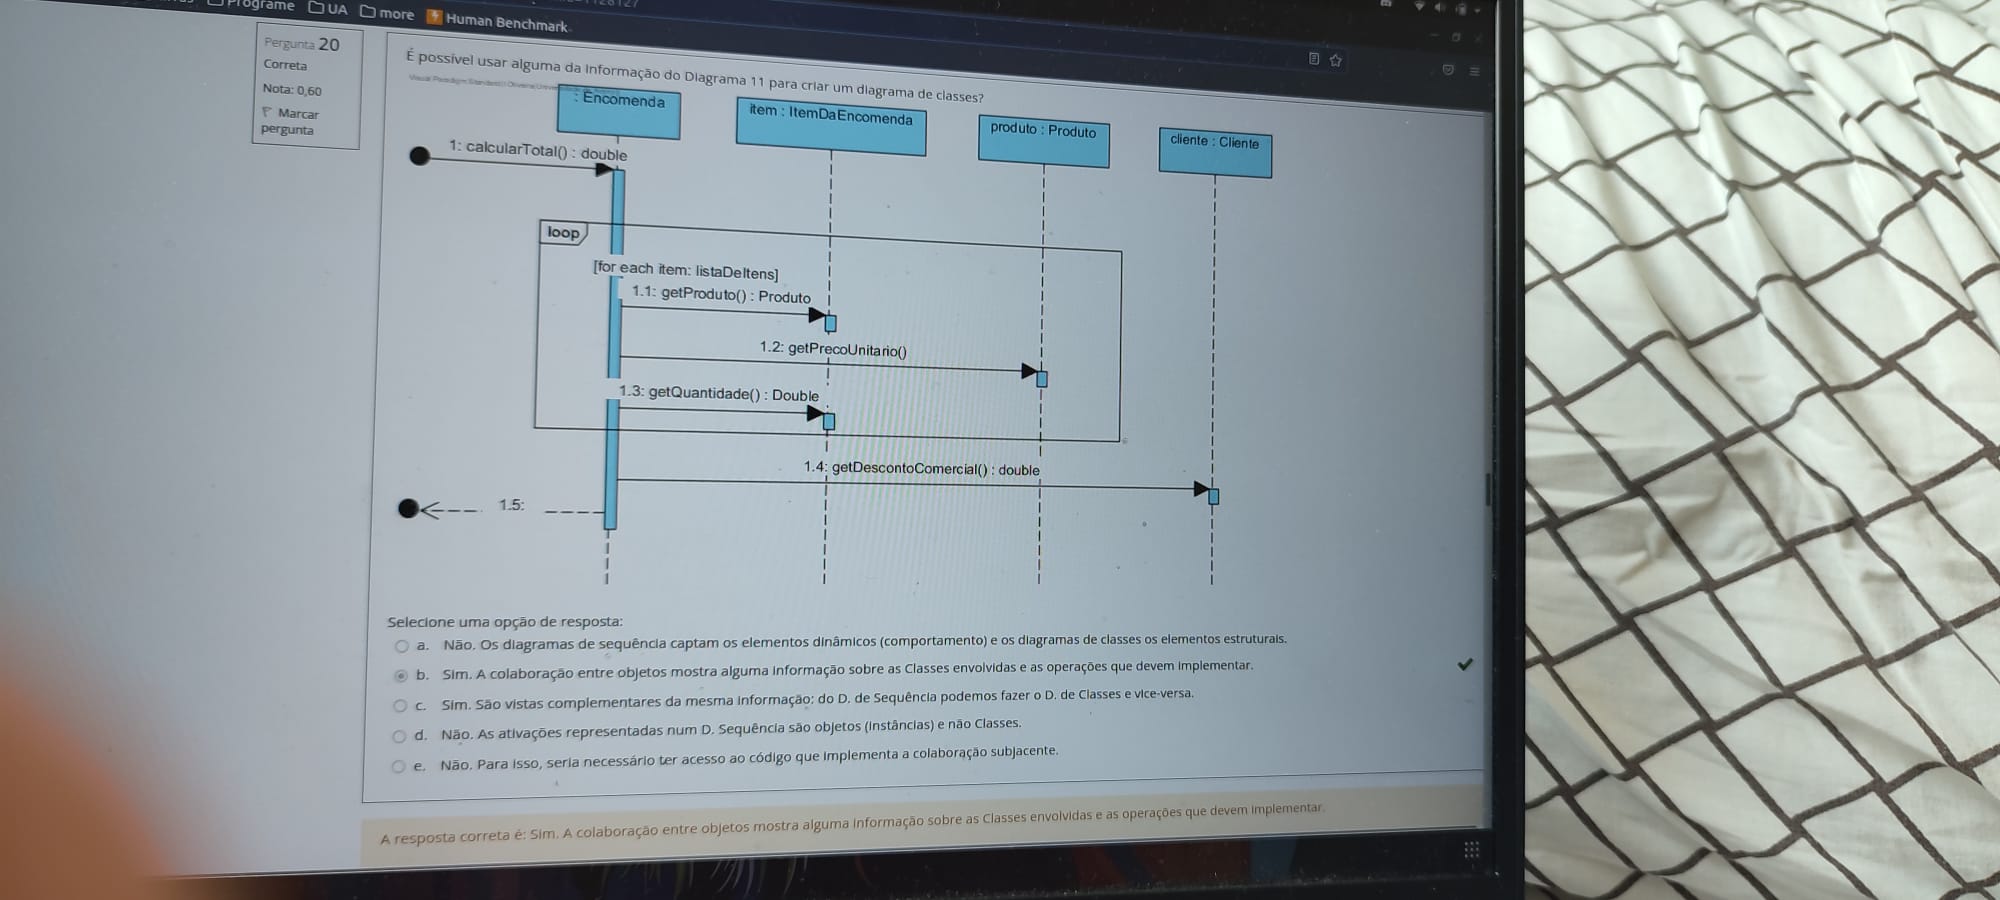 Programe UA more Human Benchmark
Pergunta 20
Correta
Nota: 0,60
Marcar
pergunta
É possível usar alguma da informação do Diagrama 11 para criar um diagrama de classes?
: Encomenda
item : ItemDaEncomenda
produto : Produto
cliente : Cliente
1: calcularTotal() : double
loop
[for each item: listaDeItens]
1.1: getProduto() : Produto
1.2: getPrecoUnitario()
1.3: getQuantidade() : Double
1.4: getDescontoComercial() : double
1.5:
Selecione uma opção de resposta:
a. Não. Os diagramas de sequência captam os elementos dinâmicos (comportamento) e os diagramas de classes os elementos estruturais.
b. Sim. A colaboração entre objetos mostra alguma informação sobre as Classes envolvidas e as operações que devem implementar.
c. Sim. São vistas complementares da mesma informação: do D. de Sequência podemos fazer o D. de Classes e vice-versa.
d. Não. As ativações representadas num D. Sequência são objetos (instâncias) e não Classes.
e. Não. Para isso, seria necessário ter acesso ao código que implementa a colaboração subjacente.
A resposta correta é: Sim. A colaboração entre objetos mostra alguma informação sobre as Classes envolvidas e as operações que devem implementar.